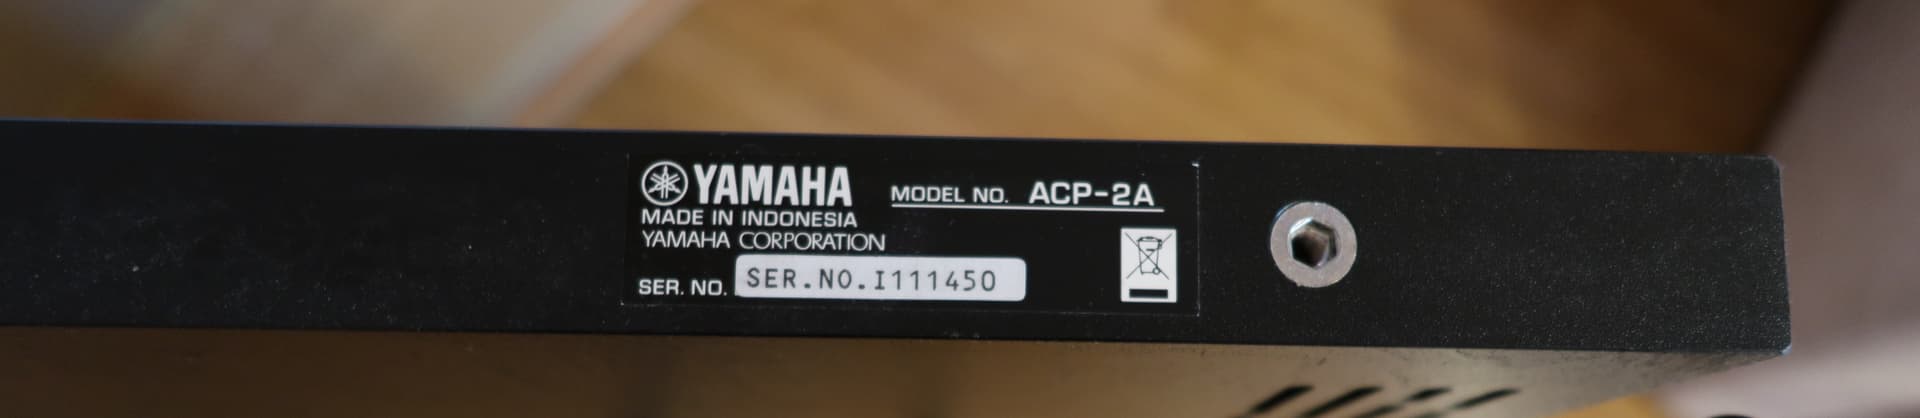 YAMAHA MODEL NO. ACP-2A
MADE IN INDONESIA
YAMAHA CORPORATION
SER. NO. SER.NO.I111450